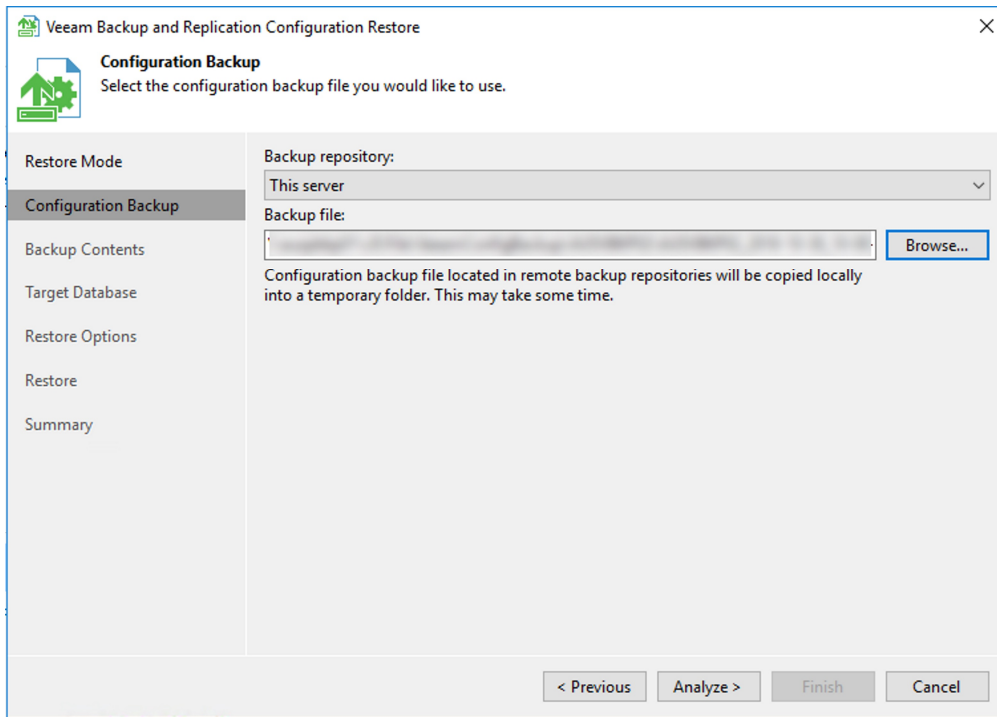 Veeam Backup and Replication Configuration Restore
Configuration Backup
Select the configuration backup file you would like to use.
Restore Mode
Configuration Backup
Backup Contents
Target Database
Restore Options
Restore
Summary
Backup repository:
This server
Backup file:
Browse...
Configuration backup file located in remote backup repositories will be copied locally
into a temporary folder. This may take some time.
< Previous
Analyze >
Finish
Cancel